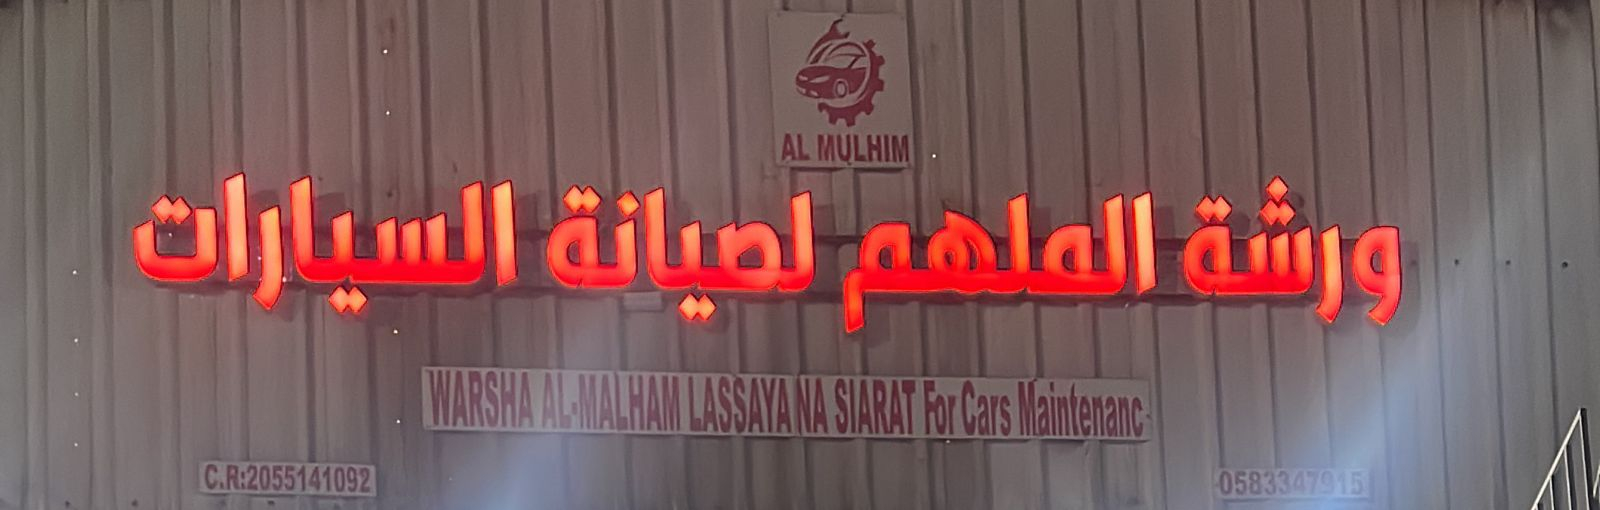 AL MULHIM
ورشة الملهم لصيانة السيارات
WARSHA AL-MALHAM LASSAYA NA SIARAT For Cars Maintenanc
C.R:2055141092
0583347915